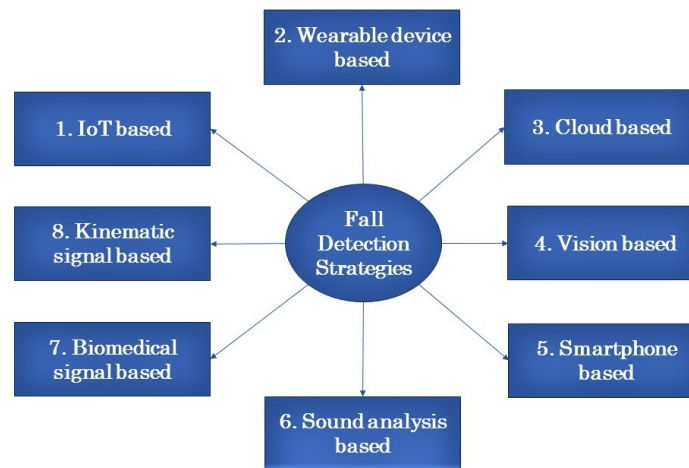 2. Wearable device
based
1. IoT based
3. Cloud based
Fall
Detection
Strategies
8. Kinematic
signal based
4. Vision based
7. Biomedical
signal based
5. Smartphone
based
6. Sound analysis
based